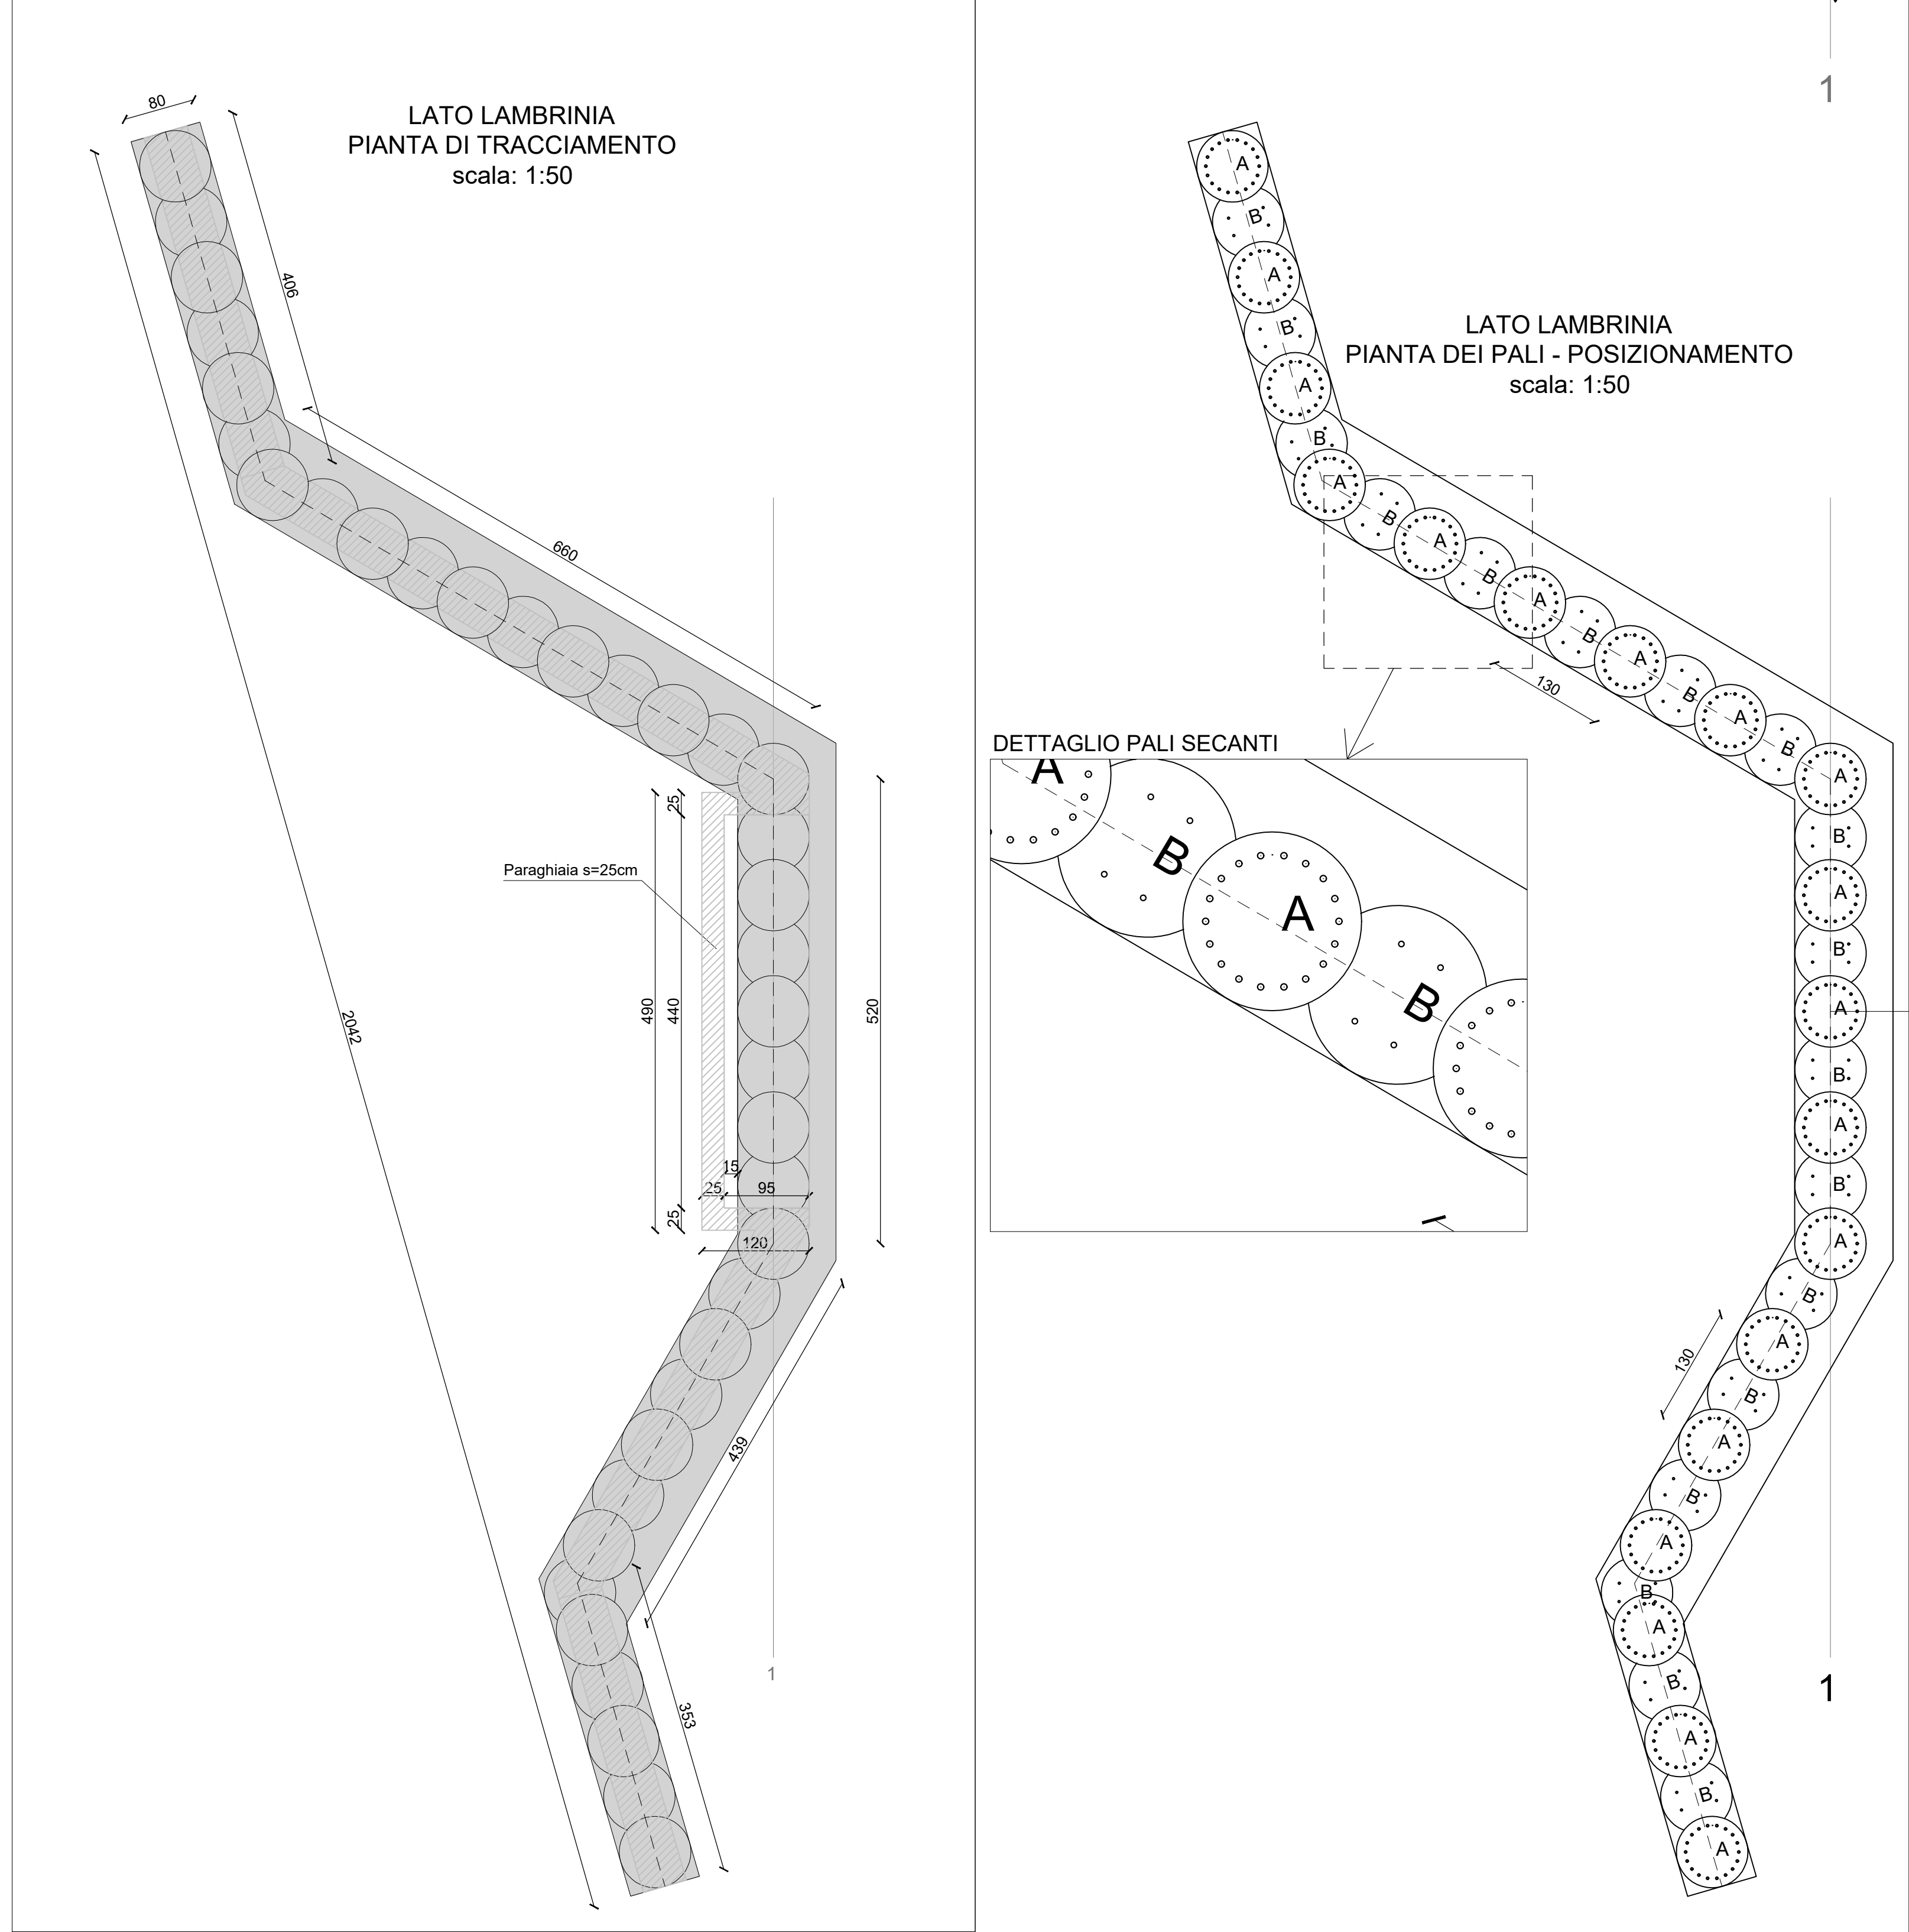 80
LATO LAMBRINIA
PIANTA DI TRACCIAMENTO
scala: 1:50
406
660
25
Paraghiaia s=25cm
490
440
520
2042
15
25
95
25
120
439
353
1
1
LATO LAMBRINIA
PIANTA DEI PALI - POSIZIONAMENTO
scala: 1:50
A
B
A
B
A
B
A
B
A
B
A
B
A
B
A
B
A
130
DETTAGLIO PALI SECANTI
A
B
A
B
B
A
B
A
B
A
B
A
B
A
B
A
B
A
B
A
130
B
A
B
A
B
A
1